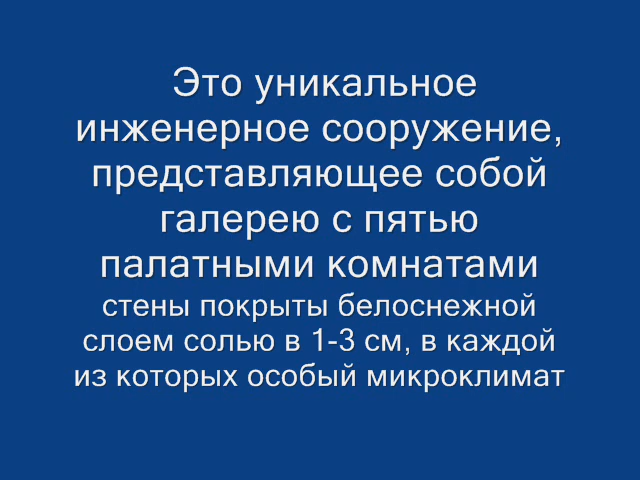 Это уникальное
инженерное сооружение,
представляющее собой
галерею с пятью
палатными комнатами
стены покрыты белоснежной
слоем солью в 1-3 см, в каждой
из которых особый микроклимат